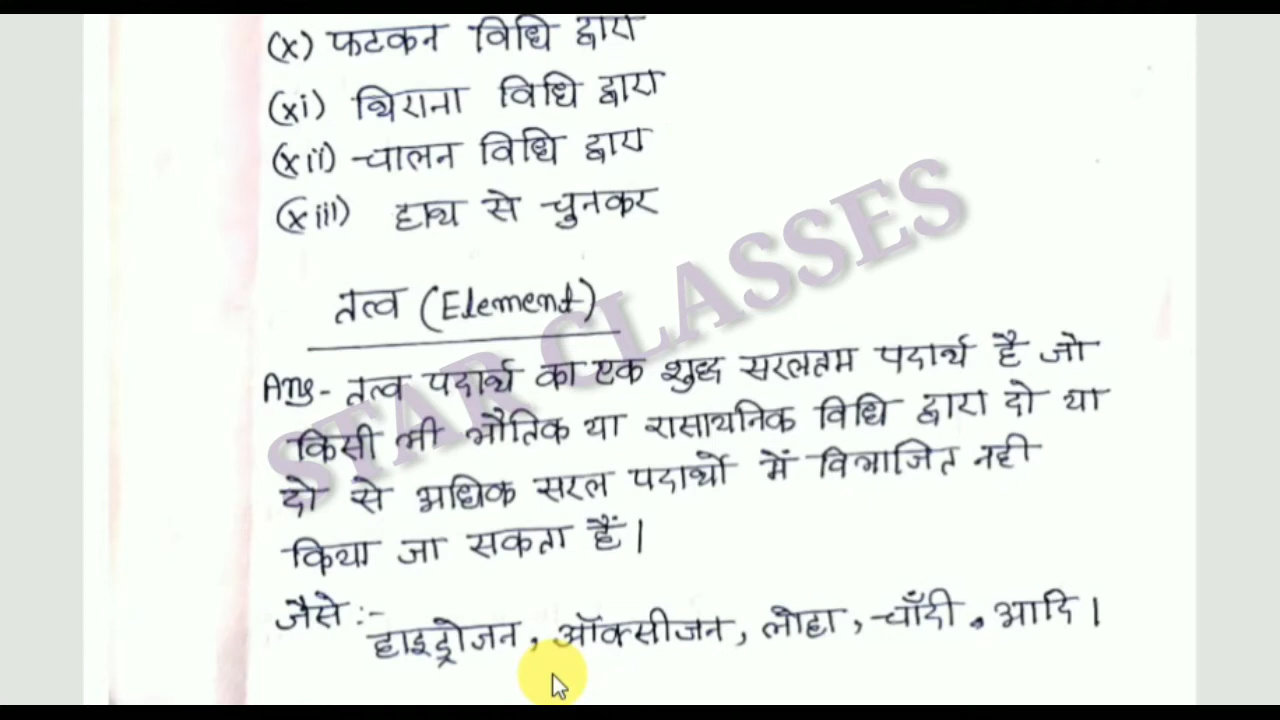 (x) फटकन विधि द्वारा
(xi) थिराना विधि द्वारा
(xii) चालन विधि द्वारा
(xiii) हाथ से चुनकर
तत्व (Element)
Ans- तत्व पदार्थ का एक शुद्ध सरलतम पदार्थ है जो
किसी भी भौतिक या रासायनिक विधि द्वारा दो या
दो से अधिक सरल पदार्थो में विभाजित नही
किया जा सकता हैं।
जैसे:-
हाइड्रोजन, ऑक्सीजन, लोहा, चाँदी, आदि।
STAR CLASSES